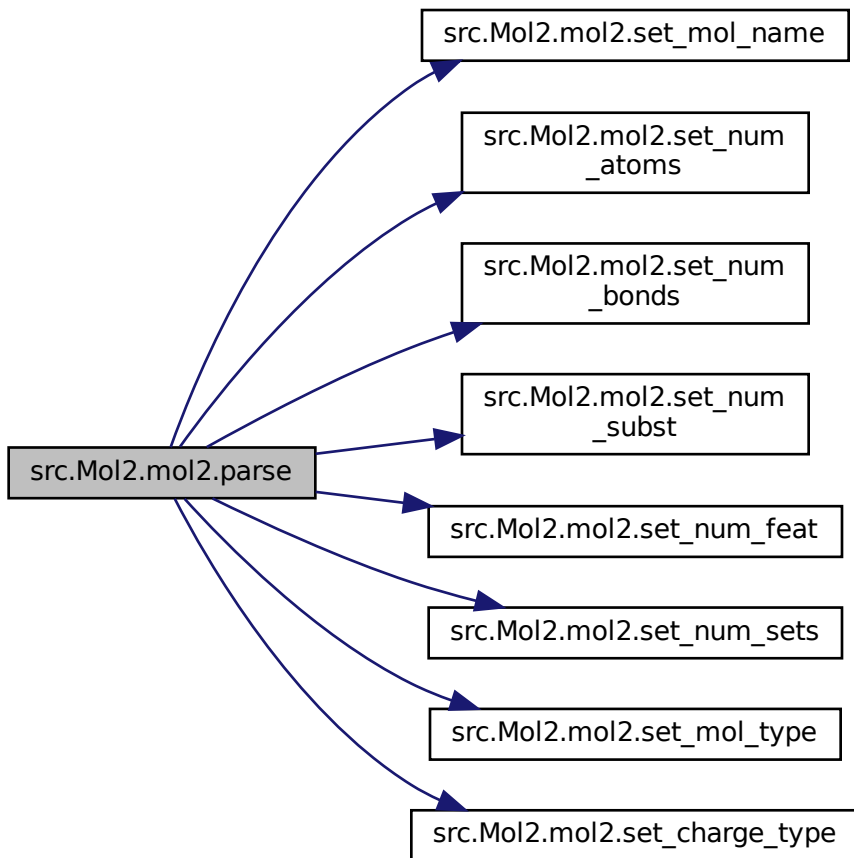 src.Mol2.mol2.set_mol_name
src.Mol2.mol2.set_num
_atoms
src.Mol2.mol2.set_num
_bonds
src.Mol2.mol2.set_num
_subst
src.Mol2.mol2.parse
src.Mol2.mol2.set_num_feat
src.Mol2.mol2.set_num_sets
src.Mol2.mol2.set_mol_type
src.Mol2.mol2.set_charge_type